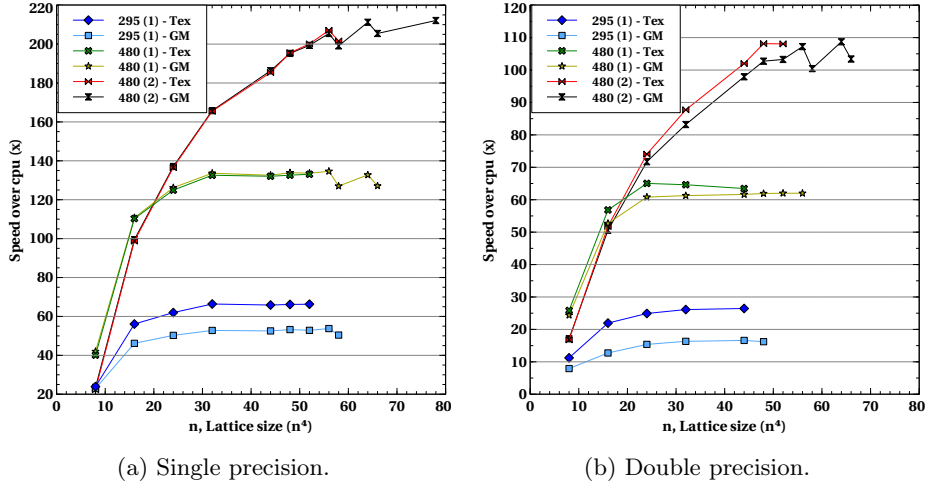 220
200
180
160
140
120
100
80
60
40
20
Speed over cpu (x)
295 (1) - Tex
295 (1) - GM
480 (1) - Tex
480 (1) - GM
480 (2) - Tex
480 (2) - GM
0 10 20 30 40 50 60 70 80
n, Lattice size (n⁴)
(a) Single precision.
120
110
100
90
80
70
60
50
40
30
20
10
0
Speed over cpu (x)
295 (1) - Tex
295 (1) - GM
480 (1) - Tex
480 (1) - GM
480 (2) - Tex
480 (2) - GM
0 10 20 30 40 50 60 70 80
n, Lattice size (n⁴)
(b) Double precision.